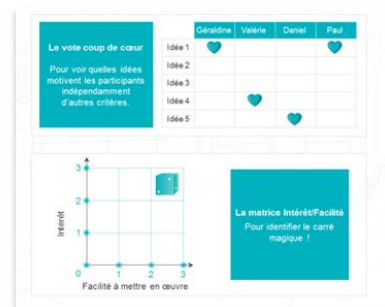 Le vote coup de cœur
Pour voir quelles idées
motivent les participants
indépendamment
d'autres critères.
Géraldine Valérie Daniel Paul
Idée 1
Idée 2
Idée 3
Idée 4
Idée 5
3
2
1
0 1 2 3
Intérêt
Facilité à mettre en œuvre
La matrice Intérêt/Facilité
Pour identifier le carré
magique !